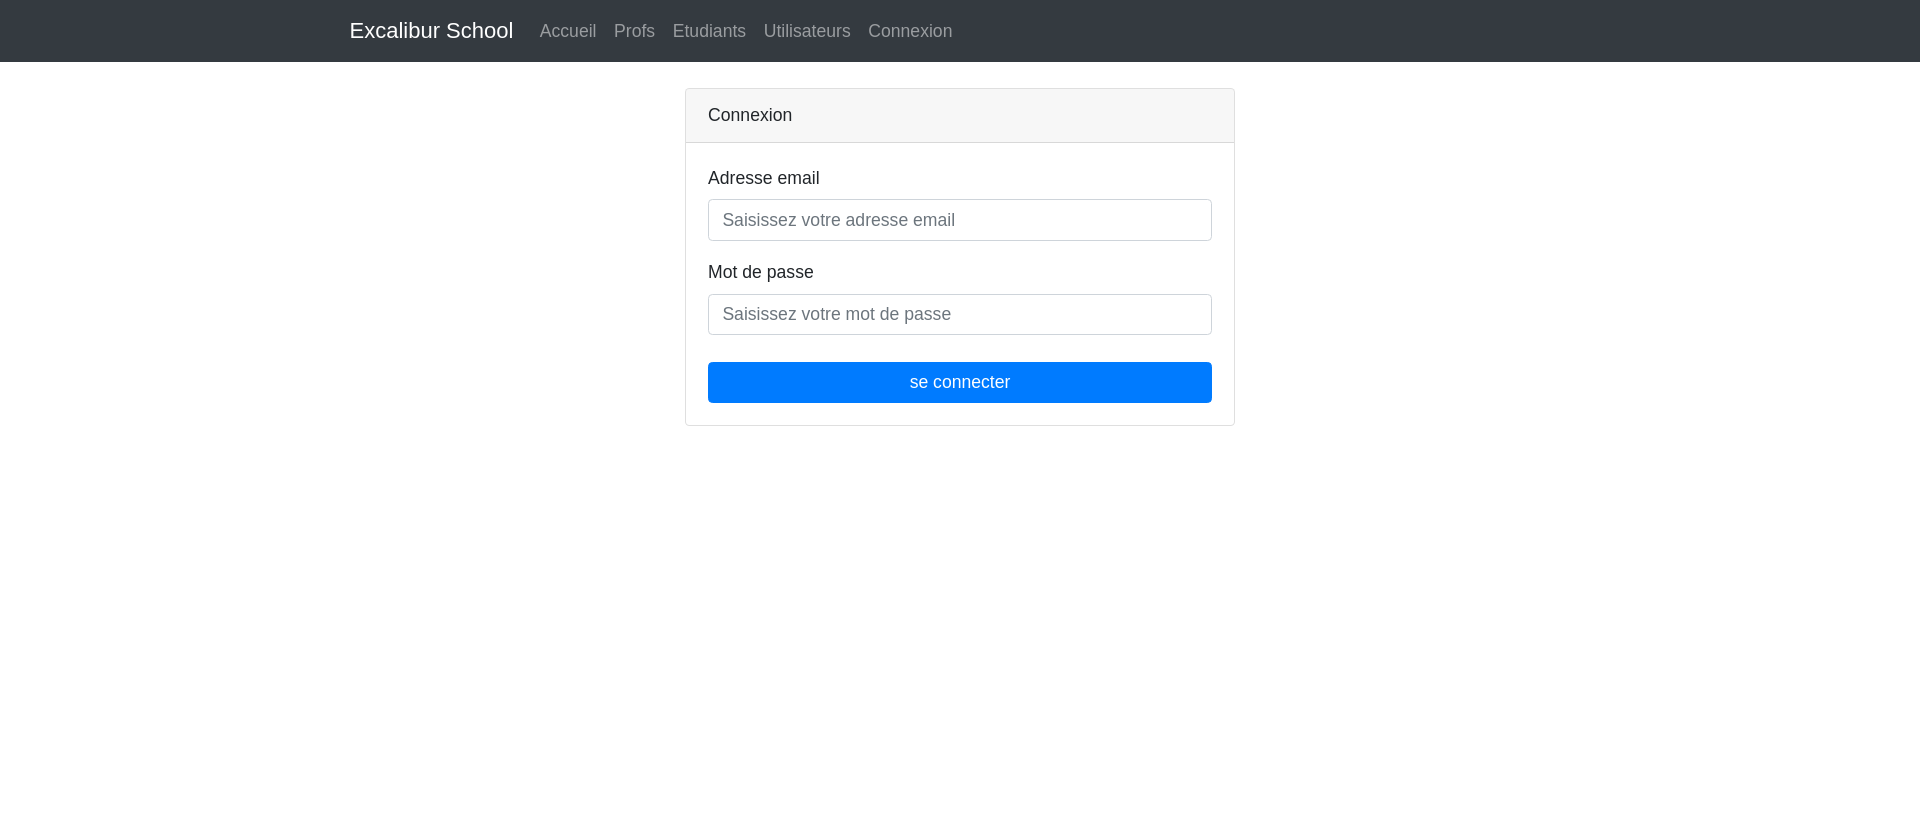 Excalibur School Accueil Profs Etudiants Utilisateurs Connexion
Connexion
Adresse email
Saisissez votre adresse email
Mot de passe
Saisissez votre mot de passe
se connecter